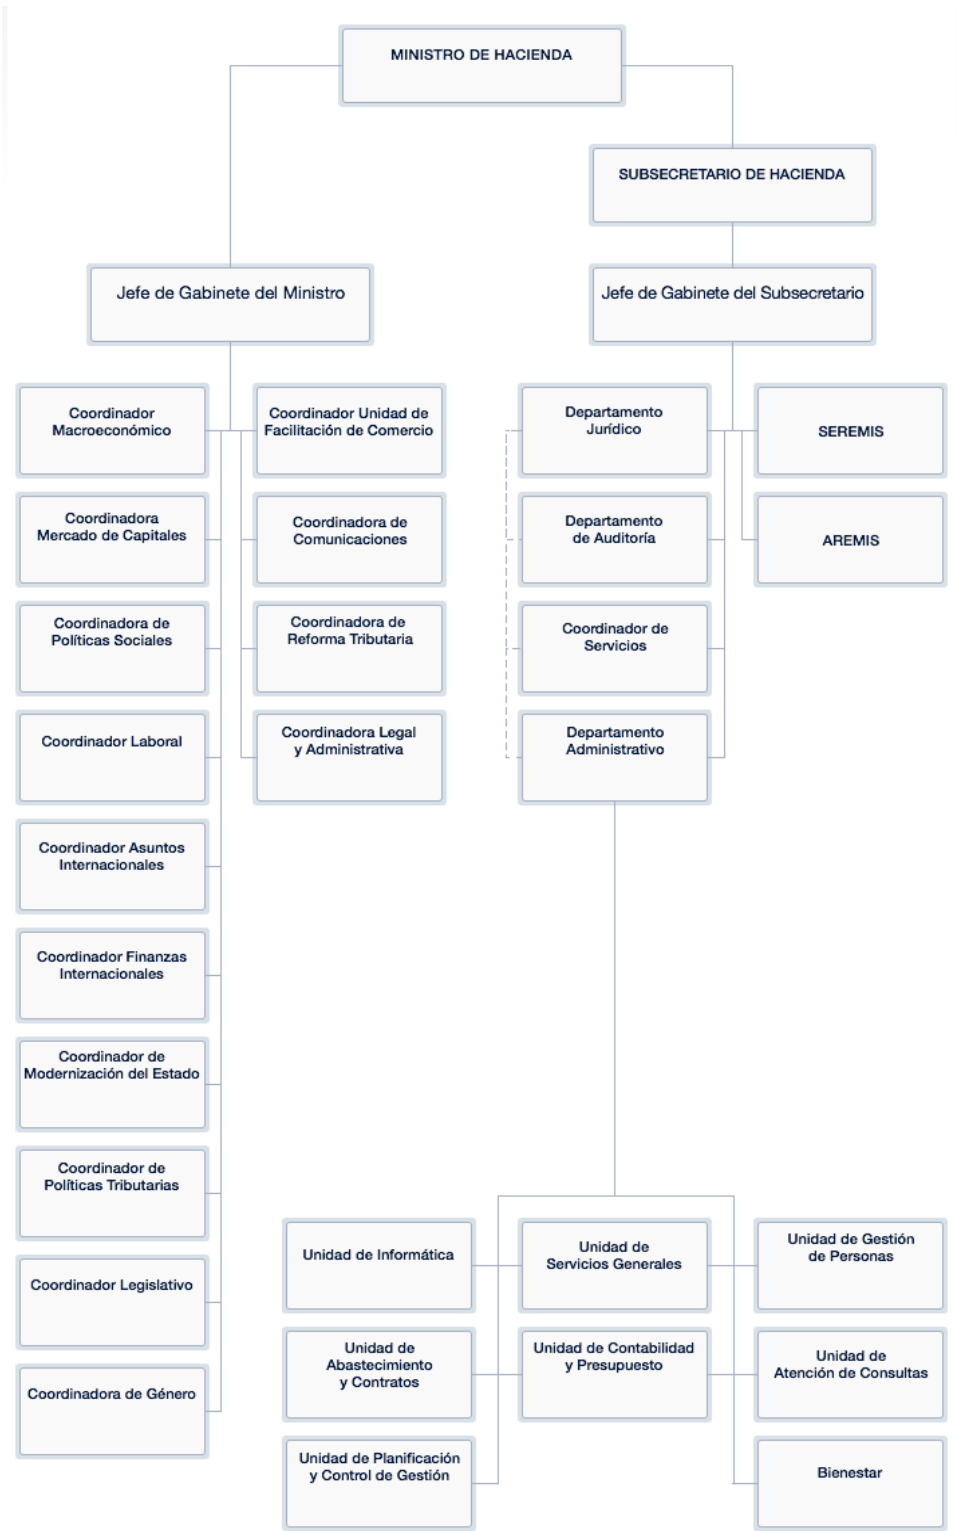 MINISTRO DE HACIENDA
SUBSECRETARIO DE HACIENDA
Jefe de Gabinete del Ministro
Jefe de Gabinete del Subsecretario
Coordinador
Macroeconómico
Coordinador Unidad de
Facilitación de Comercio
Departamento
Jurídico
SEREMIS
Coordinadora
Mercado de Capitales
Coordinadora de
Comunicaciones
Departamento
de Auditoría
AREMIS
Coordinadora de
Políticas Sociales
Coordinadora de
Reforma Tributaria
Coordinador de
Servicios
Coordinador Laboral
Coordinadora Legal
y Administrativa
Departamento
Administrativo
Coordinador Asuntos
Internacionales
Coordinador Finanzas
Internacionales
Coordinador de
Modernización del Estado
Coordinador de
Políticas Tributarias
Coordinador Legislativo
Coordinadora de Género
Unidad de Informática
Unidad de
Servicios Generales
Unidad de Gestión
de Personas
Unidad de
Abastecimiento
y Contratos
Unidad de Contabilidad
y Presupuesto
Unidad de
Atención de Consultas
Unidad de Planificación
y Control de Gestión
Bienestar